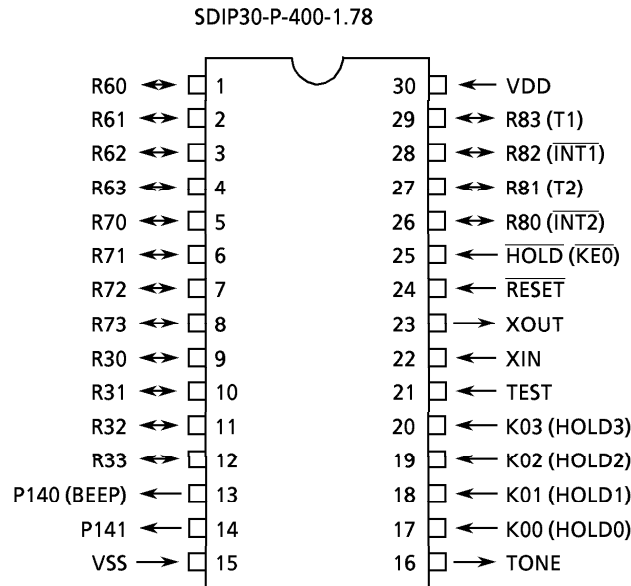 SDIP30-P-400-1.78
R60 1 30 VDD
R61 2 29 R83 (T1)
R62 3 28 R82 (INT1)
R63 4 27 R81 (T2)
R70 5 26 R80 (INT2)
R71 6 25 HOLD (KE0)
R72 7 24 RESET
R73 8 23 XOUT
R30 9 22 XIN
R31 10 21 TEST
R32 11 20 K03 (HOLD3)
R33 12 19 K02 (HOLD2)
P140 (BEEP) 13 18 K01 (HOLD1)
P141 14 17 K00 (HOLD0)
VSS 15 16 TONE